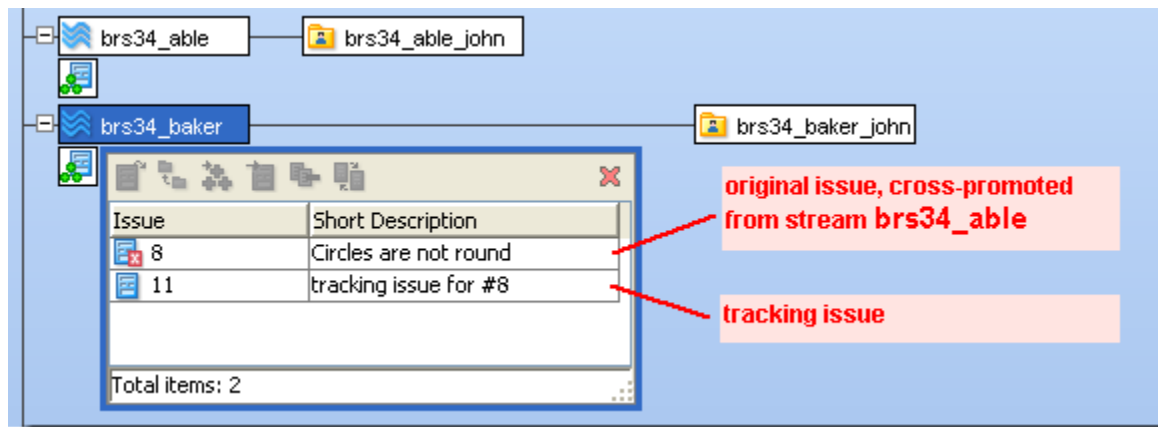 brs34_able
brs34_able_john
brs34_baker
brs34_baker_john
original issue, cross-promoted
from stream brs34_able
Issue Short Description
8 Circles are not round
11 tracking issue for #8
tracking issue
Total items: 2